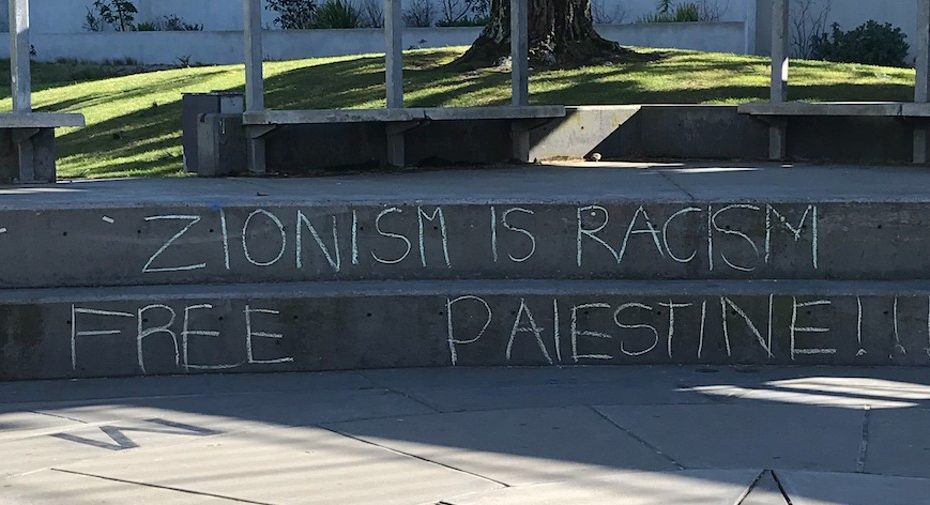 ZIONISM IS RACISM
FREE PALESTINE!!!